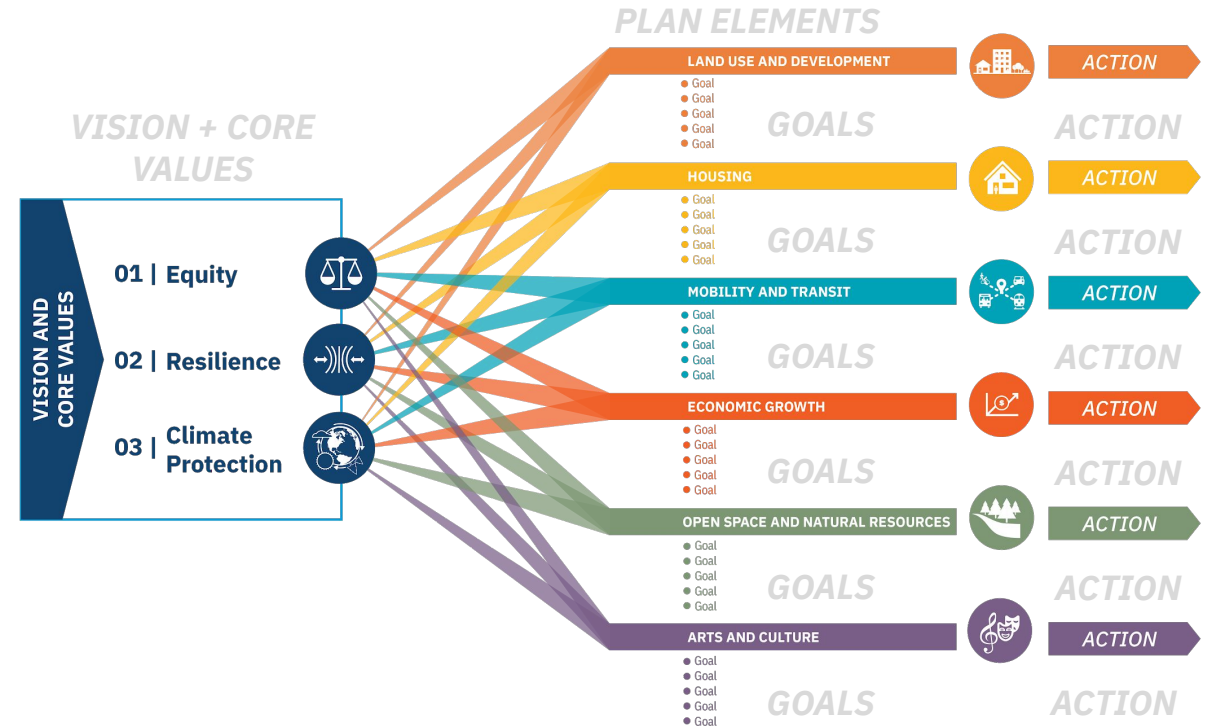 PLAN ELEMENTS
VISION + CORE
VALUES
VISION AND
CORE VALUES
01 | Equity
02 | Resilience
03 | Climate
Protection
LAND USE AND DEVELOPMENT
ACTION
Goal
Goal
Goal
Goal
Goal
GOALS
ACTION
HOUSING
ACTION
Goal
Goal
Goal
Goal
Goal
GOALS
ACTION
MOBILITY AND TRANSIT
ACTION
Goal
Goal
Goal
Goal
Goal
GOALS
ACTION
ECONOMIC GROWTH
$
ACTION
Goal
Goal
Goal
Goal
Goal
GOALS
ACTION
OPEN SPACE AND NATURAL RESOURCES
ACTION
Goal
Goal
Goal
Goal
Goal
GOALS
ACTION
ARTS AND CULTURE
ACTION
Goal
Goal
Goal
Goal
Goal
GOALS
ACTION